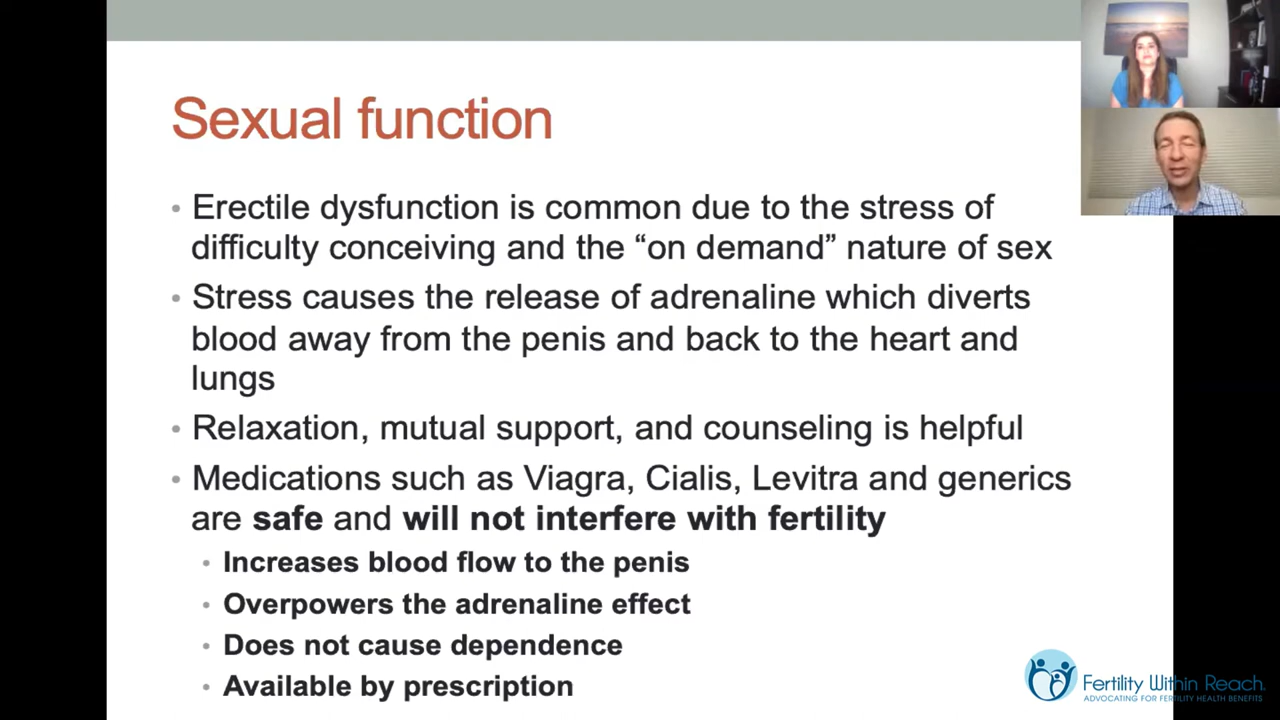 Sexual function
• Erectile dysfunction is common due to the stress of
difficulty conceiving and the “on demand” nature of sex
• Stress causes the release of adrenaline which diverts
blood away from the penis and back to the heart and
lungs
• Relaxation, mutual support, and counseling is helpful
• Medications such as Viagra, Cialis, Levitra and generics
are safe and will not interfere with fertility
• Increases blood flow to the penis
• Overpowers the adrenaline effect
• Does not cause dependence
• Available by prescription
Fertility Within Reach.
ADVOCATING FOR FERTILITY HEALTH BENEFITS